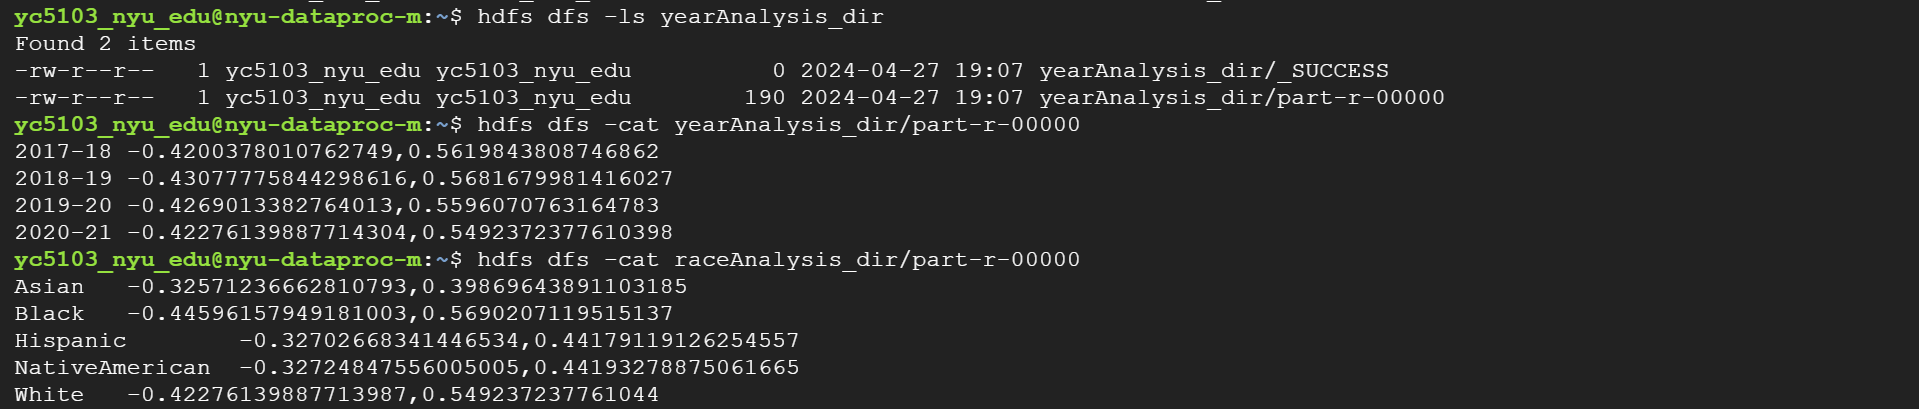 yc5103_nyu_edu@nyu-dataproc-m:~$ hdfs dfs -ls yearAnalysis_dir
Found 2 items
-rw-r--r--   1 yc5103_nyu_edu yc5103_nyu_edu          0 2024-04-27 19:07 yearAnalysis_dir/_SUCCESS
-rw-r--r--   1 yc5103_nyu_edu yc5103_nyu_edu        190 2024-04-27 19:07 yearAnalysis_dir/part-r-00000
yc5103_nyu_edu@nyu-dataproc-m:~$ hdfs dfs -cat yearAnalysis_dir/part-r-00000
2017-18 -0.4200378010762749,0.5619843808746862
2018-19 -0.43077775844298616,0.5681679981416027
2019-20 -0.4269013382764013,0.5596070763164783
2020-21 -0.42276139887714304,0.5492372377610398
yc5103_nyu_edu@nyu-dataproc-m:~$ hdfs dfs -cat raceAnalysis_dir/part-r-00000
Asian   -0.32571236662810793,0.39869643891103185
Black   -0.44596157949181003,0.5690207119515137
Hispanic        -0.32702668341446534,0.44179119126254557
NativeAmerican  -0.32724847556005005,0.44193278875061665
White   -0.42276139887713987,0.549237237761044